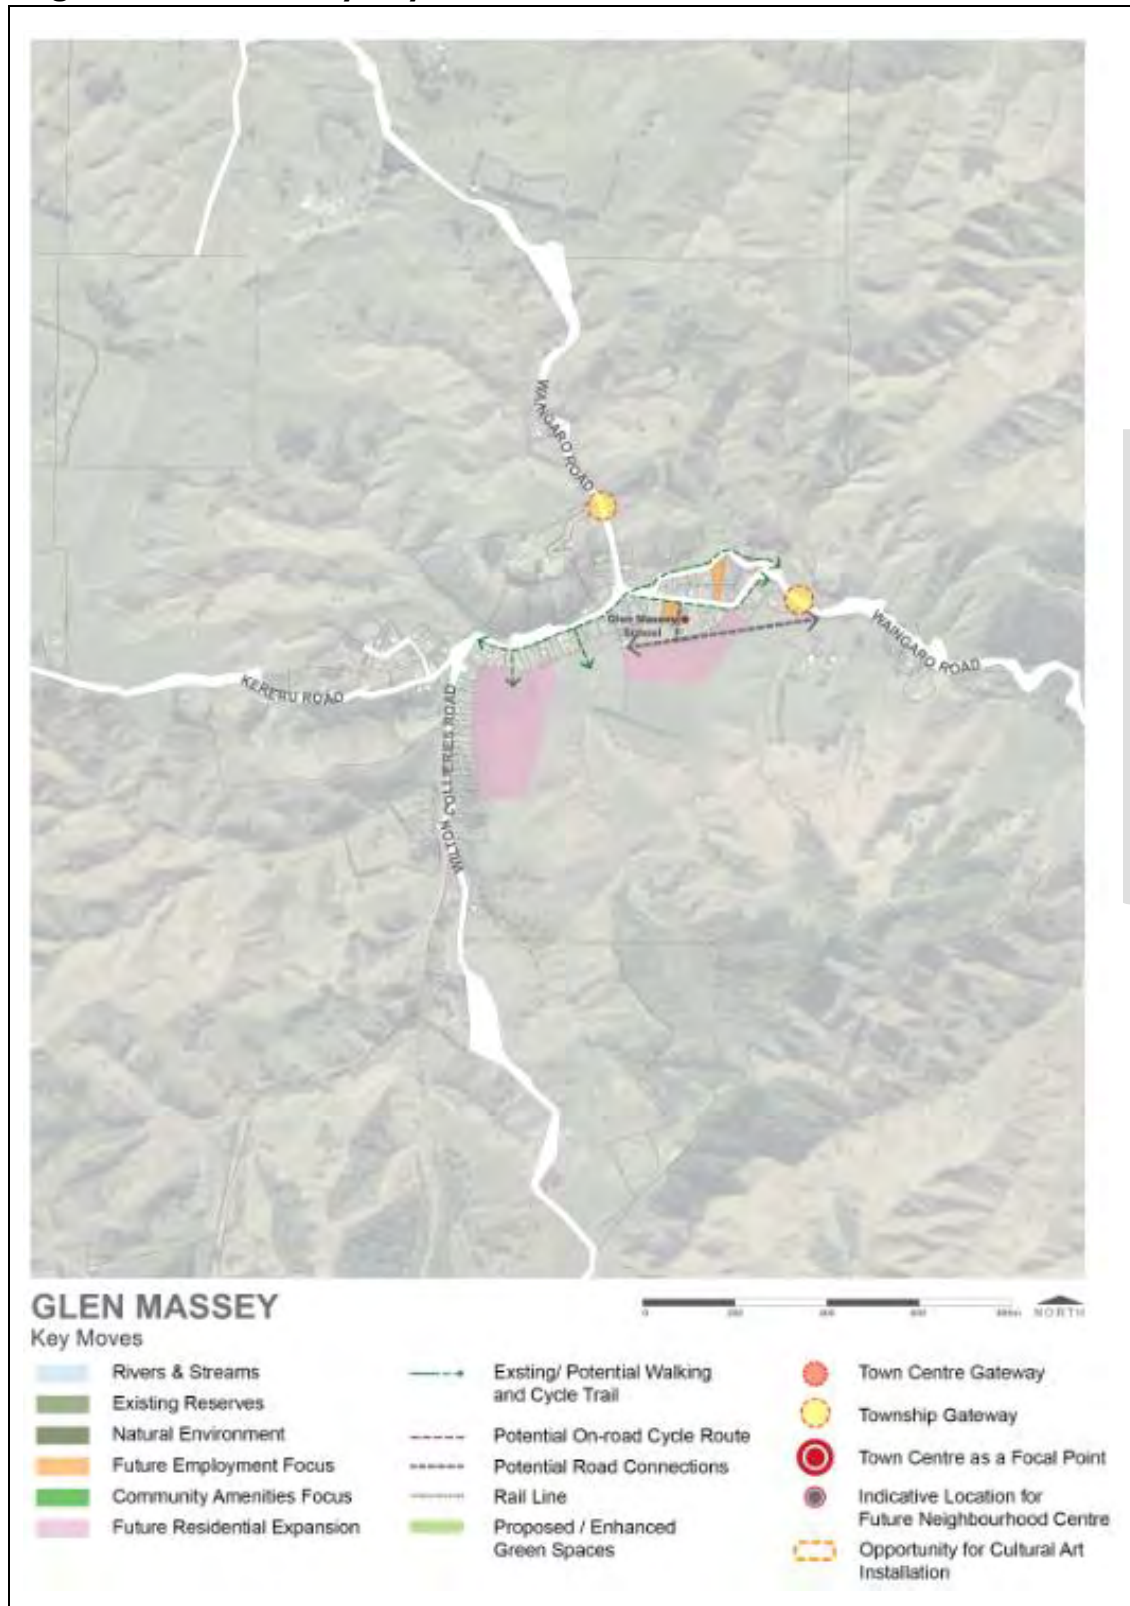 WAINGARO ROAD
Glen Massey
School
WAINGARO ROAD
KERERU ROAD
WILTON COLLIERIES ROAD
GLEN MASSEY
Key Moves
0
NORTH
Rivers & Streams
Existing Reserves
Natural Environment
Future Employment Focus
Community Amenities Focus
Future Residential Expansion
Exsting/ Potential Walking
and Cycle Trail
Potential On-road Cycle Route
Potential Road Connections
Rail Line
Proposed / Enhanced
Green Spaces
Town Centre Gateway
Township Gateway
Town Centre as a Focal Point
Indicative Location for
Future Neighbourhood Centre
Opportunity for Cultural Art
Installation